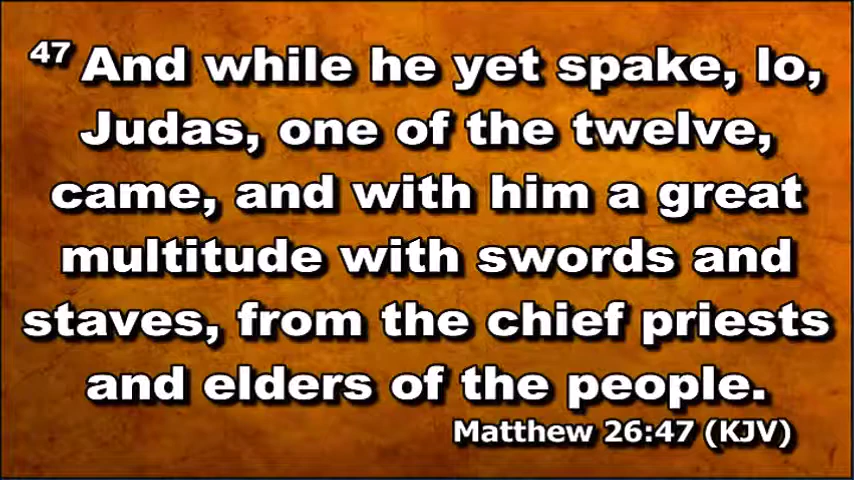 47 And while he yet spake, lo,
Judas, one of the twelve,
came, and with him a great
multitude with swords and
staves, from the chief priests
and elders of the people.
Matthew 26:47 (KJV)